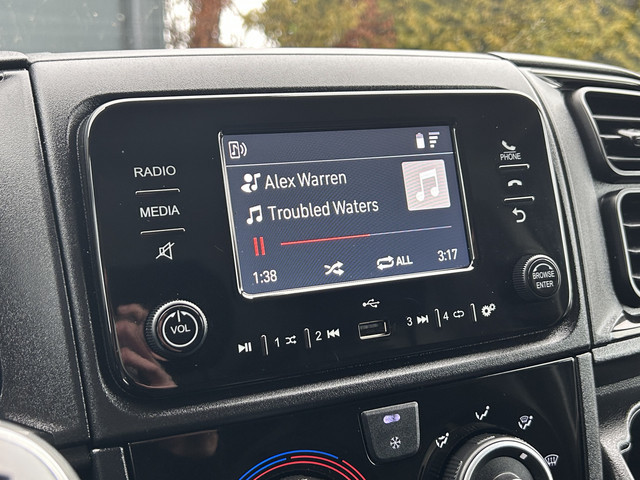 RADIO
MEDIA
VOL
Alex Warren
Troubled Waters
1:38
ALL
3:17
PHONE
BROWSE
ENTER
1
2
3
4